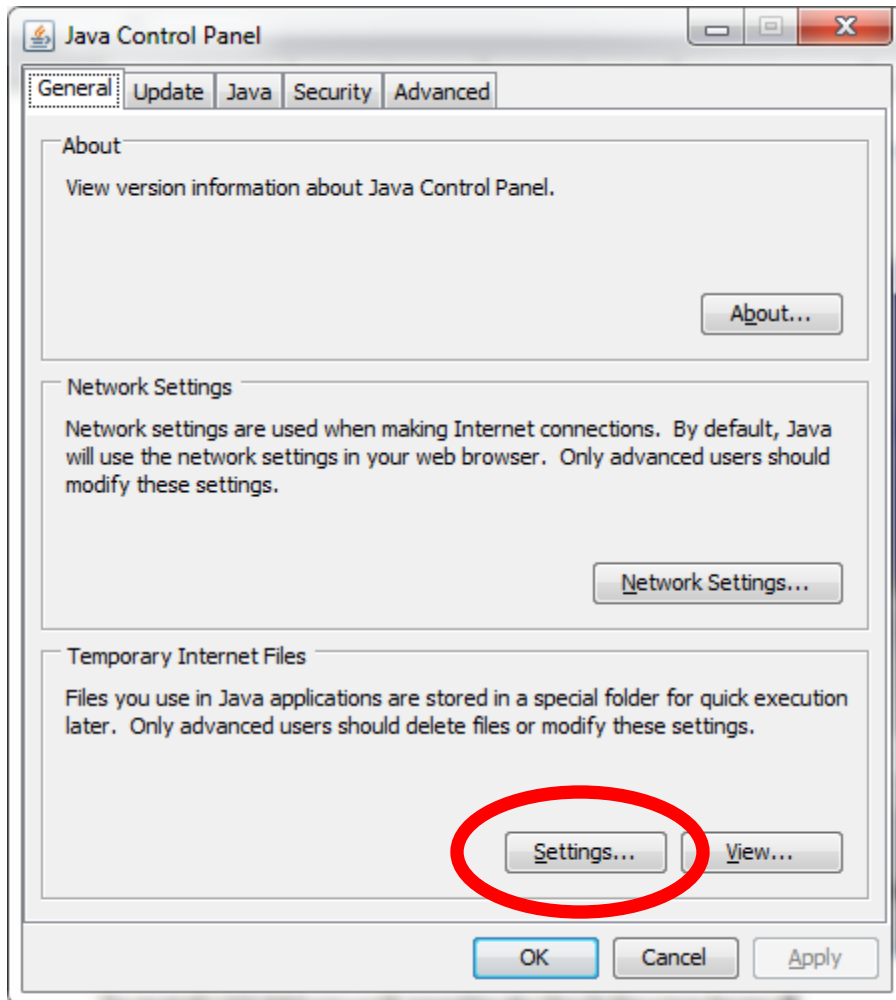 Java Control Panel
General Update Java Security Advanced
About
View version information about Java Control Panel.
About...
Network Settings
Network settings are used when making Internet connections.  By default, Java
will use the network settings in your web browser.  Only advanced users should
modify these settings.
Network Settings...
Temporary Internet Files
Files you use in Java applications are stored in a special folder for quick execution
later.  Only advanced users should delete files or modify these settings.
Settings... View...
OK Cancel Apply